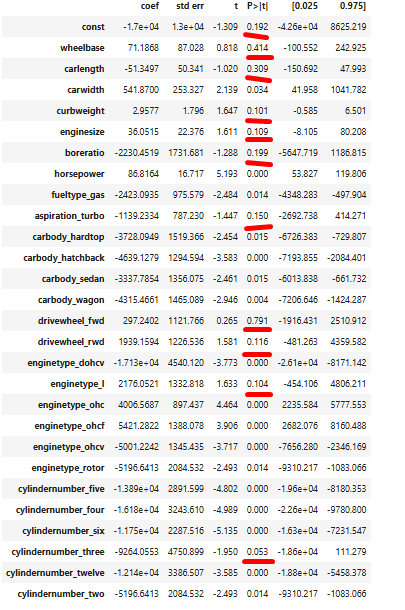 coef std err t P>|t| [0.025 0.975]
const -1.7e+04 1.3e+04 -1.309 0.192 -4.26e+04 8625.219
wheelbase 71.1868 87.028 0.818 0.414 -100.552 242.925
carlength -51.3497 50.341 -1.020 0.309 -150.692 47.993
carwidth 541.8700 253.327 2.139 0.034 41.958 1041.782
curbweight 2.9577 1.796 1.647 0.101 -0.585 6.501
enginesize 36.0515 22.376 1.611 0.109 -8.105 80.208
boreratio -2230.4519 1731.681 -1.288 0.199 -5647.719 1186.815
horsepower 86.8164 16.717 5.193 0.000 53.827 119.806
fueltype_gas -2423.0935 975.579 -2.484 0.014 -4348.283 -497.904
aspiration_turbo -1139.2334 787.230 -1.447 0.150 -2692.738 414.271
carbody_hardtop -3728.0949 1519.366 -2.454 0.015 -6726.383 -729.807
carbody_hatchback -4639.1279 1294.594 -3.583 0.000 -7193.855 -2084.401
carbody_sedan -3337.7854 1356.075 -2.461 0.015 -6013.838 -661.732
carbody_wagon -4315.4661 1465.089 -2.946 0.004 -7206.646 -1424.287
drivewheel_fwd 297.2402 1121.766 0.265 0.791 -1916.431 2510.912
drivewheel_rwd 1939.1594 1226.536 1.581 0.116 -481.263 4359.582
enginetype_dohcv -1.713e+04 4540.120 -3.773 0.000 -2.61e+04 -8171.142
enginetype_l 2176.0521 1332.818 1.633 0.104 -454.106 4806.211
enginetype_ohc 4006.5687 897.437 4.464 0.000 2235.584 5777.553
enginetype_ohcf 5421.2822 1388.078 3.906 0.000 2682.076 8160.488
enginetype_ohcv -5001.2242 1345.435 -3.717 0.000 -7656.280 -2346.169
enginetype_rotor -5196.6413 2084.532 -2.493 0.014 -9310.217 -1083.066
cylindernumber_five -1.389e+04 2891.599 -4.802 0.000 -1.96e+04 -8180.353
cylindernumber_four -1.618e+04 3243.610 -4.989 0.000 -2.26e+04 -9780.800
cylindernumber_six -1.175e+04 2287.516 -5.135 0.000 -1.63e+04 -7231.547
cylindernumber_three -9264.0553 4750.899 -1.950 0.053 -1.86e+04 111.279
cylindernumber_twelve -1.214e+04 3386.507 -3.585 0.000 -1.88e+04 -5458.378
cylindernumber_two -5196.6413 2084.532 -2.493 0.014 -9310.217 -1083.066